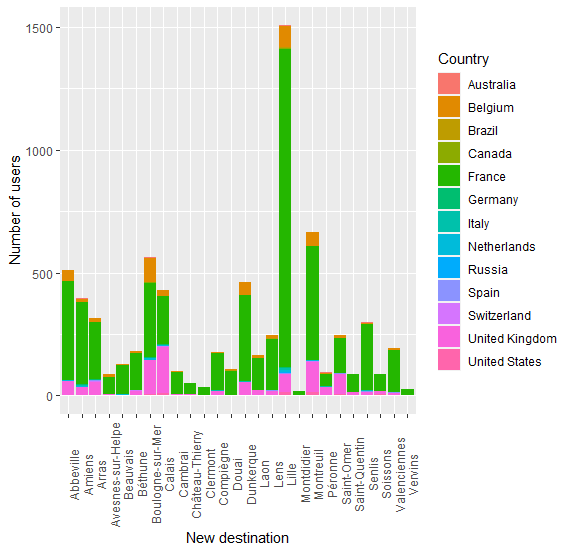 Number of users
1500
1000
500
0
Abbeville
Amiens
Arras
Avesnes-sur-Helpe
Beauvais
Béthune
Boulogne-sur-Mer
Calais
Cambrai
Château-Thierry
Clermont
Compiègne
Douai
Dunkerque
Laon
Lens
Lille
Montdidier
Montreuil
Péronne
Saint-Omer
Saint-Quentin
Senlis
Soissons
Valenciennes
Vervins
New destination
Country
Australia
Belgium
Brazil
Canada
France
Germany
Italy
Netherlands
Russia
Spain
Switzerland
United Kingdom
United States